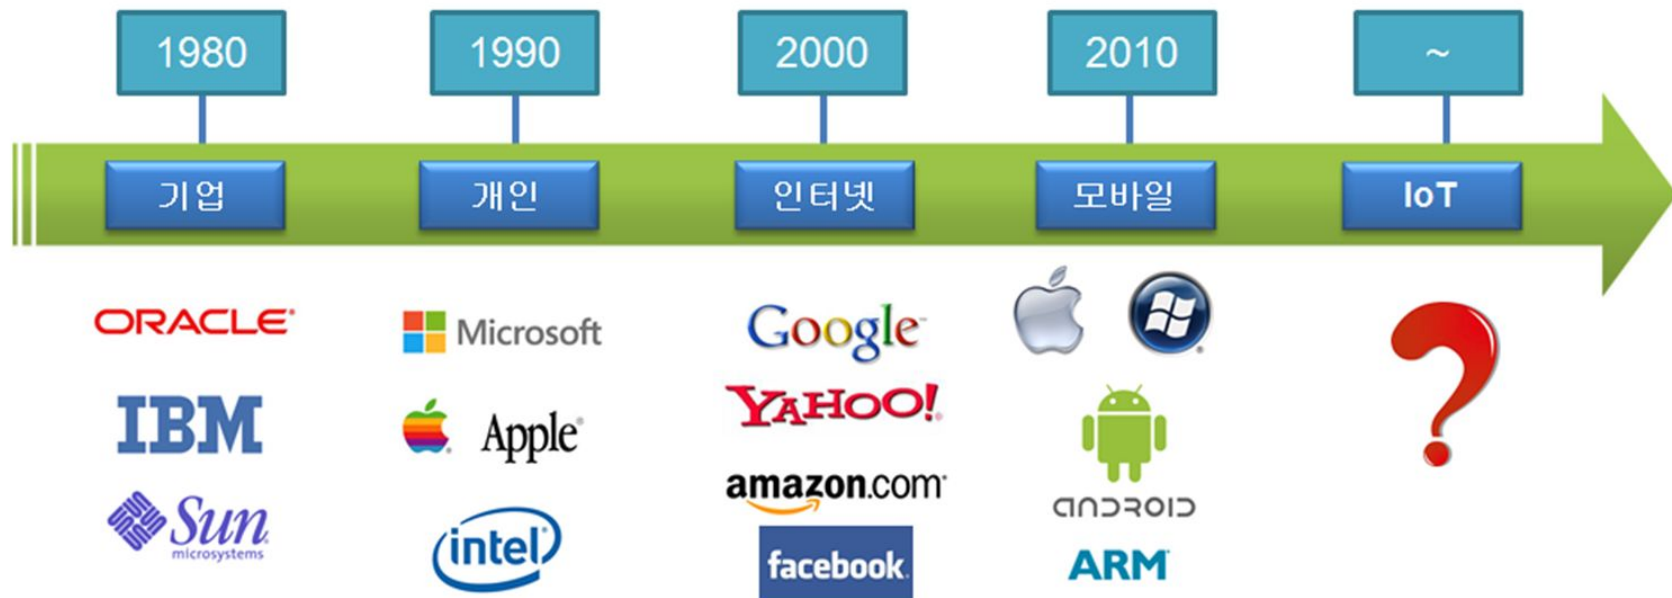 1980
1990
2000
2010
~
기업
개인
인터넷
모바일
IoT
ORACLE®
IBM
Sun
microsystems
Microsoft
Apple®
intel®
Google™
YAHOO!®
amazon.com®
facebook®
ANDROID
ARM®
?